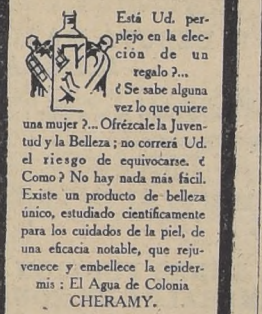 Está Ud. per-
plejo en la elec-
ción de un
regalo ?...
¿ Se sabe alguna
vez lo que quiere
una mujer ?... Ofrézcale la Juven-
tud y la Belleza ; no correrá Ud.
el riesgo de equivocarse. ¿
Como ? No hay nada más fácil.
Existe un producto de belleza
único, estudiado científicamente
para los cuidados de la piel, de
una eficacia notable, que reju-
venece y embellece la epider-
mis : El Agua de Colonia
CHERAMY.